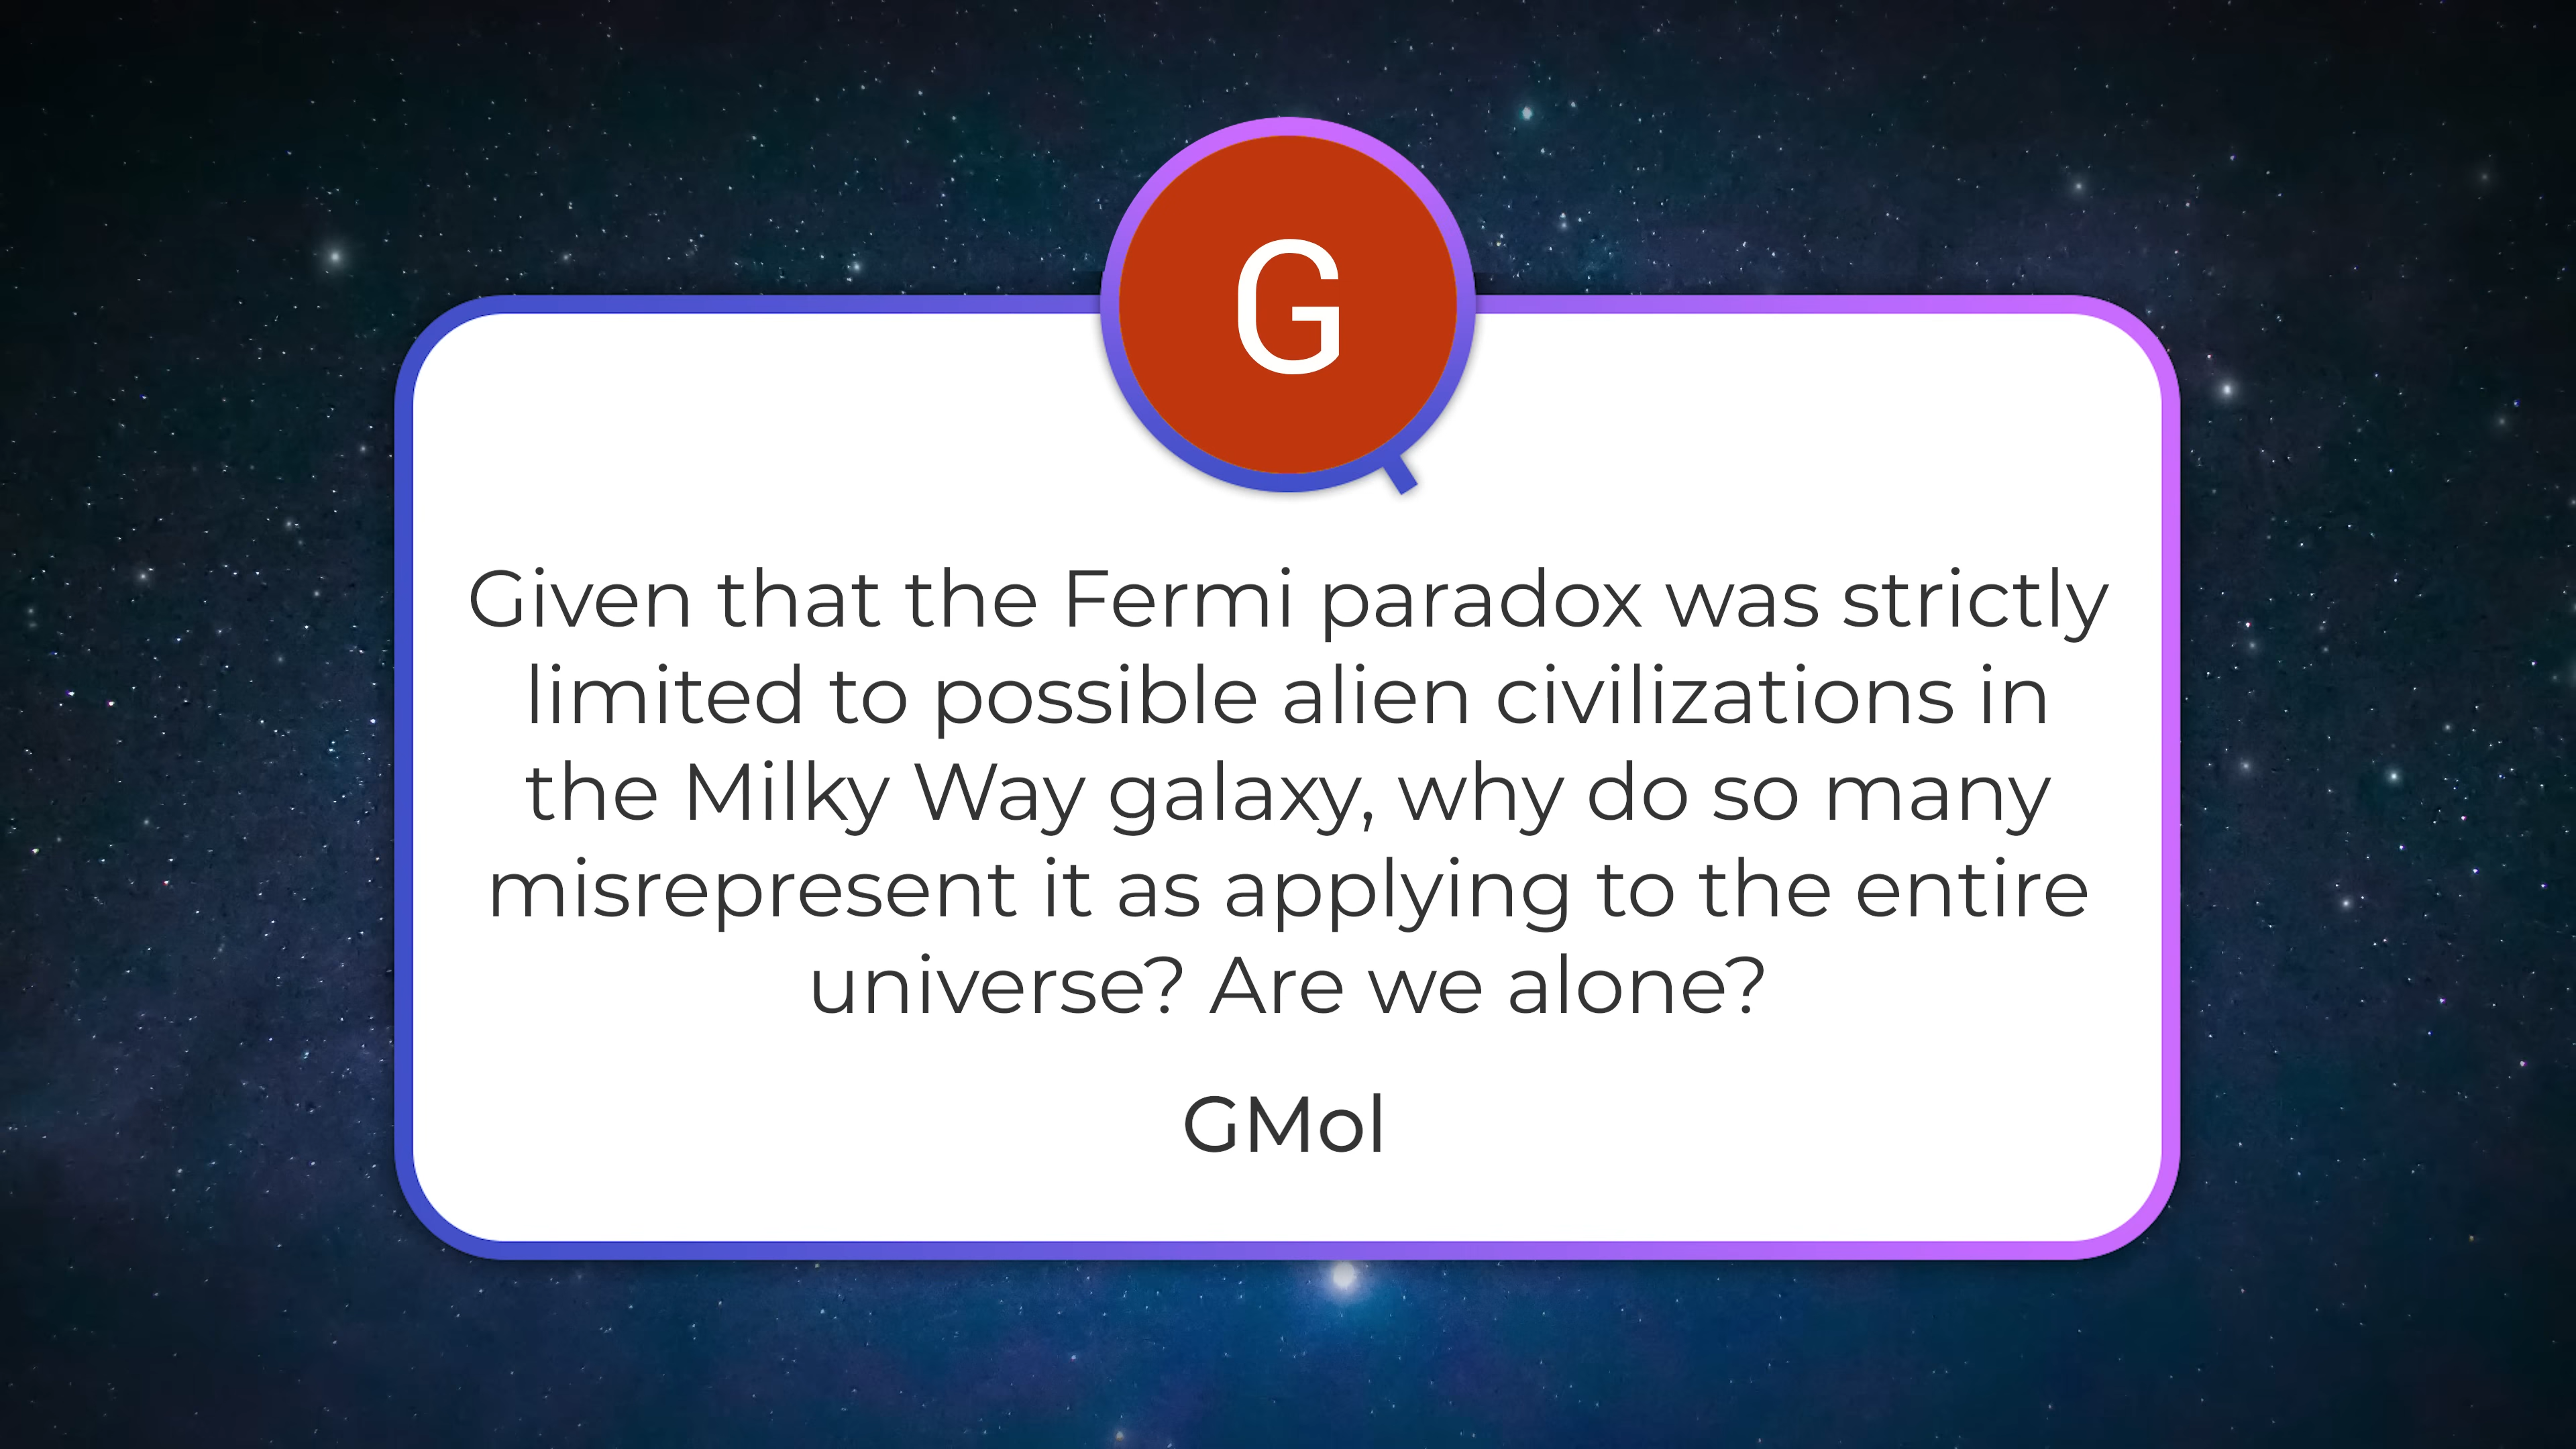 G
Given that the Fermi paradox was strictly
limited to possible alien civilizations in
the Milky Way galaxy, why do so many
misrepresent it as applying to the entire
universe? Are we alone?
GMol